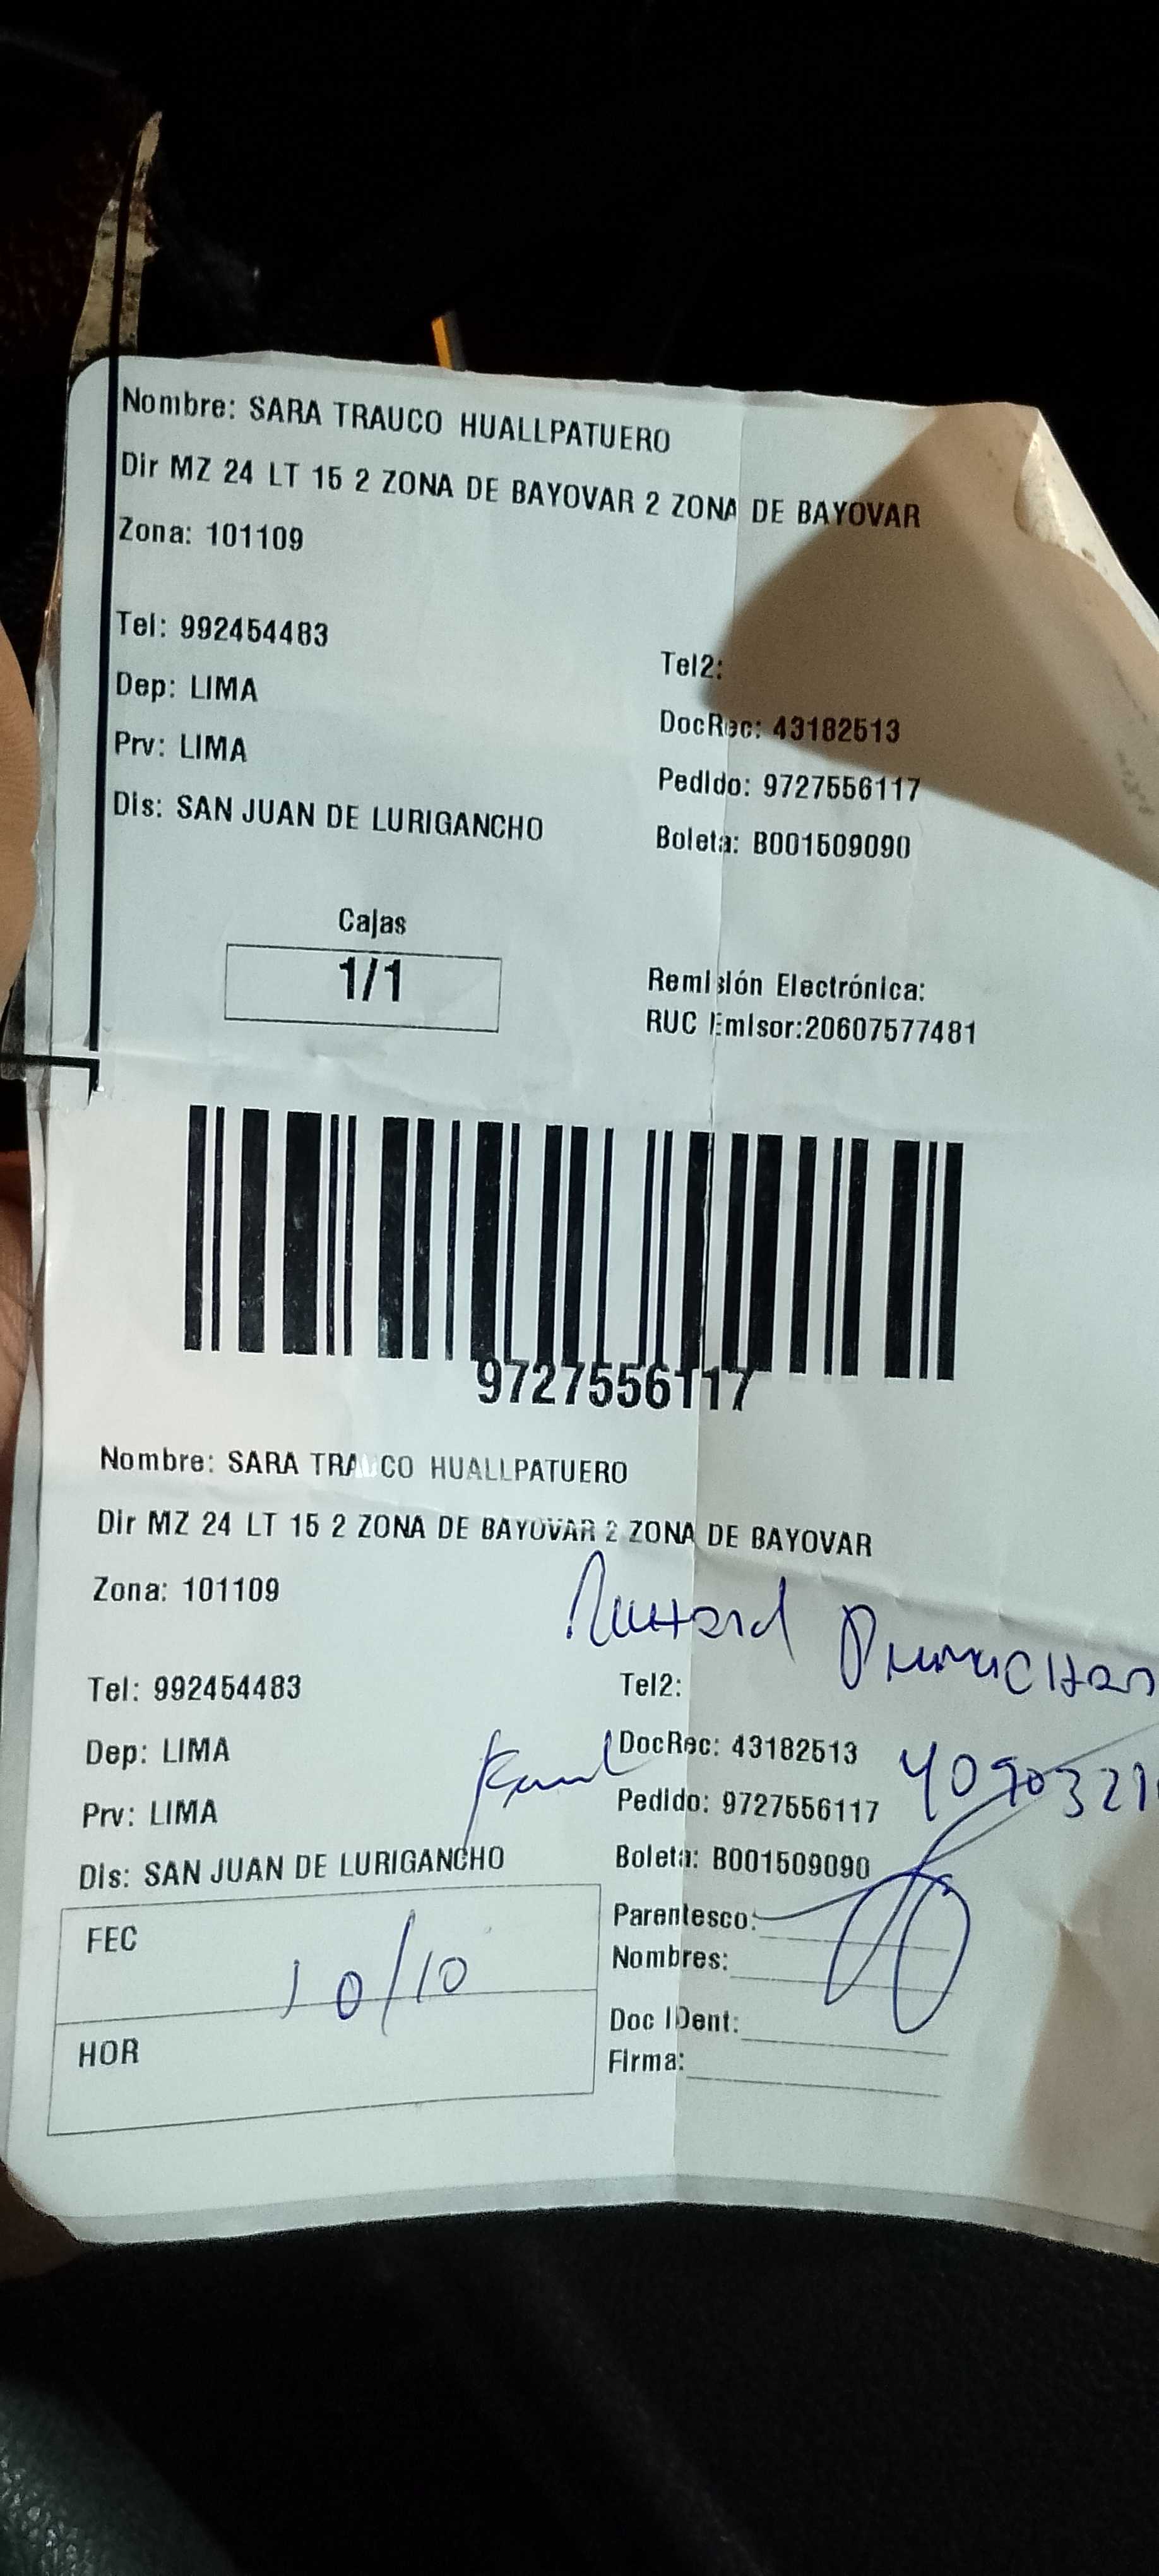 Nombre: SARA TRAUCO HUALLPATUERO
Dir MZ 24 LT 15 2 ZONA DE BAYOVAR 2 ZONA DE BAYOVAR
Zona: 101109
Tel: 992454483
Tel2:
Dep: LIMA
DocRec: 43182513
Prv: LIMA
Pedido: 9727556117
Dis: SAN JUAN DE LURIGANCHO
Boleta: B001509090
Cajas
1/1
Remisión Electrónica:
RUC Emisor:20607577481
9727556117
Nombre: SARA TRAUCO HUALLPATUERO
Dir MZ 24 LT 15 2 ZONA DE BAYOVAR 2 ZONA DE BAYOVAR
Zona: 101109
Tel: 992454483
Tel2:
Dep: LIMA
DocRec: 43182513
Prv: LIMA
Pedido: 9727556117
Dis: SAN JUAN DE LURIGANCHO
Boleta: B001509090
FEC
10/10
HOR
Parentesco:
Nombres:
Doc IDent:
Firma: